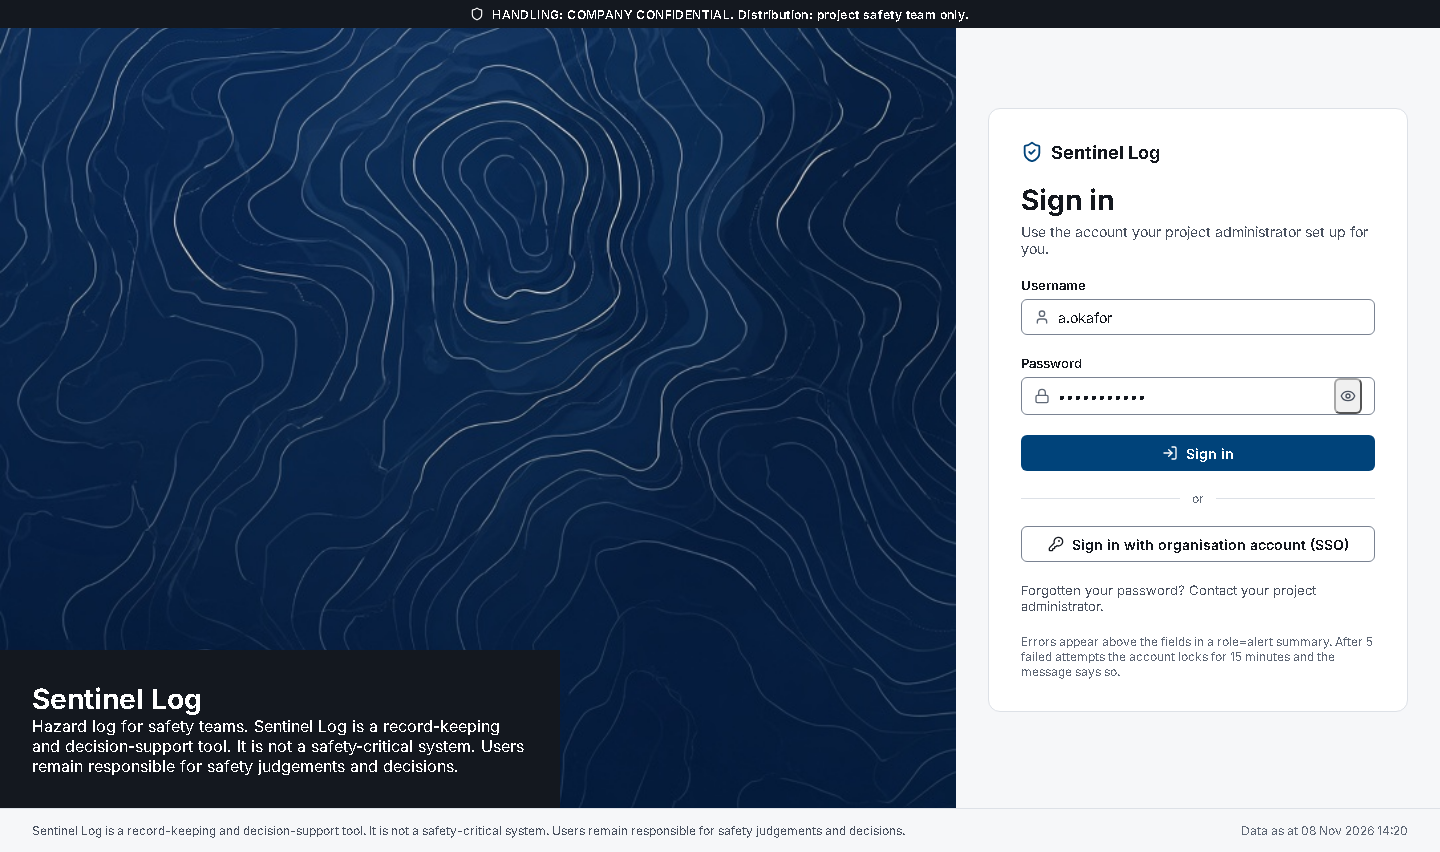 HANDLING: COMPANY CONFIDENTIAL. Distribution: project safety team only.
Sentinel Log
Sign in
Use the account your project administrator set up for
you.
Username
a.okafor
Password
•••••••••••
Sign in
or
Sign in with organisation account (SSO)
Forgotten your password? Contact your project
administrator.
Errors appear above the fields in a role=alert summary. After 5
failed attempts the account locks for 15 minutes and the
message says so.
Sentinel Log
Hazard log for safety teams. Sentinel Log is a record-keeping
and decision-support tool. It is not a safety-critical system. Users
remain responsible for safety judgements and decisions.
Sentinel Log is a record-keeping and decision-support tool. It is not a safety-critical system. Users remain responsible for safety judgements and decisions.
Data as at 08 Nov 2026 14:20